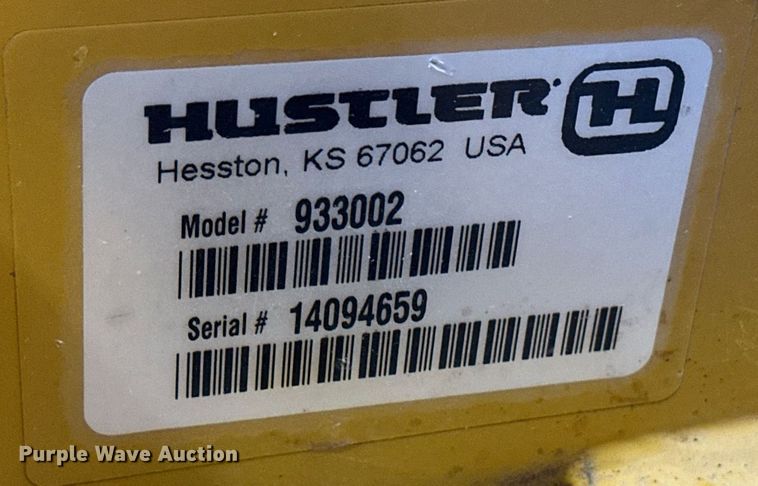 HUSTLER H
Hesston, KS 67062 USA
Model # 933002
Serial # 14094659
Purple Wave Auction